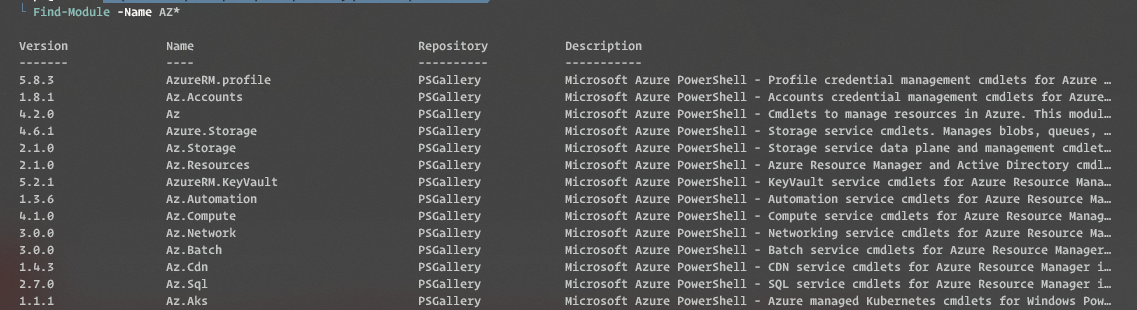 Find-Module -Name AZ*
Version Name Repository Description
------- ---- ---------- -----------
5.8.3 AzureRM.profile PSGallery Microsoft Azure PowerShell - Profile credential management cmdlets for Azure …
1.8.1 Az.Accounts PSGallery Microsoft Azure PowerShell - Accounts credential management cmdlets for Azure…
4.2.0 Az PSGallery Microsoft Azure PowerShell - Cmdlets to manage resources in Azure. This modul…
4.6.1 Azure.Storage PSGallery Microsoft Azure PowerShell - Storage service cmdlets. Manages blobs, queues, …
2.1.0 Az.Storage PSGallery Microsoft Azure PowerShell - Storage service data plane and management cmdlet…
2.1.0 Az.Resources PSGallery Microsoft Azure PowerShell - Azure Resource Manager and Active Directory cmdl…
5.2.1 AzureRM.KeyVault PSGallery Microsoft Azure PowerShell - KeyVault service cmdlets for Azure Resource Mana…
1.3.6 Az.Automation PSGallery Microsoft Azure PowerShell - Automation service cmdlets for Azure Resource Ma…
4.1.0 Az.Compute PSGallery Microsoft Azure PowerShell - Compute service cmdlets for Azure Resource Manag…
3.0.0 Az.Network PSGallery Microsoft Azure PowerShell - Networking service cmdlets for Azure Resource Ma…
3.0.0 Az.Batch PSGallery Microsoft Azure PowerShell - Batch service cmdlets for Azure Resource Manager…
1.4.3 Az.Cdn PSGallery Microsoft Azure PowerShell - CDN service cmdlets for Azure Resource Manager i…
2.7.0 Az.Sql PSGallery Microsoft Azure PowerShell - SQL service cmdlets for Azure Resource Manager i…
1.1.1 Az.Aks PSGallery Microsoft Azure PowerShell - Azure managed Kubernetes cmdlets for Windows Pow…